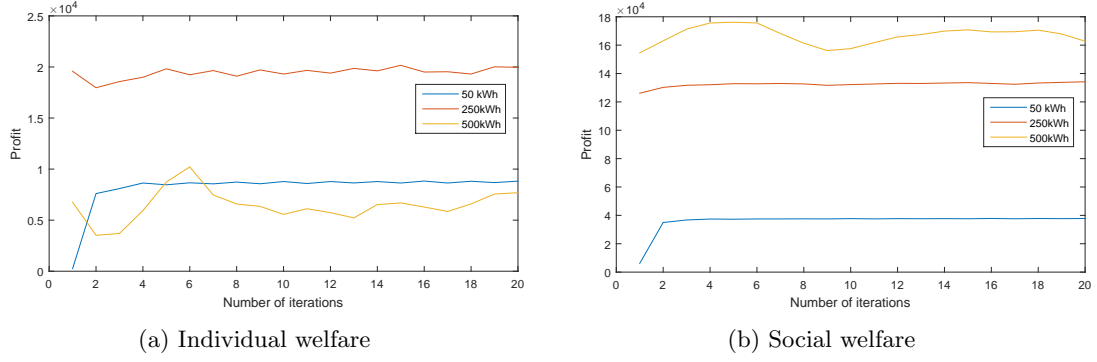 ×10⁴
2.5
2
1.5
1
0.5
0
Profit
50 kWh
250kWh
500kWh
0 2 4 6 8 10 12 14 16 18 20
Number of iterations
(a) Individual welfare
×10⁴
18
16
14
12
10
8
6
4
2
0
Profit
50 kWh
250kWh
500kWh
0 2 4 6 8 10 12 14 16 18 20
Number of iterations
(b) Social welfare